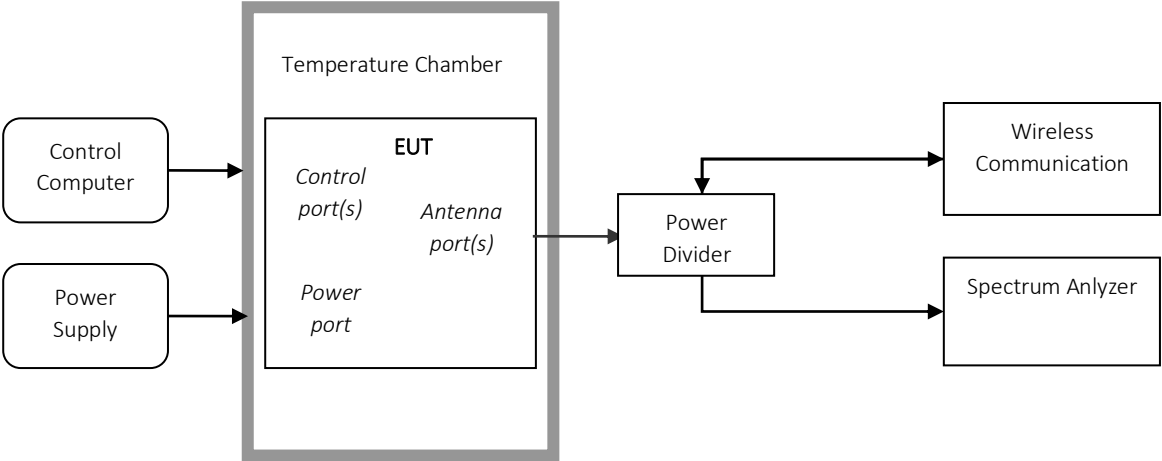 Temperature Chamber
Control
Computer
Power
Supply
EUT
Control
port(s)
Antenna
port(s)
Power
port
Power
Divider
Wireless
Communication
Spectrum Anlyzer